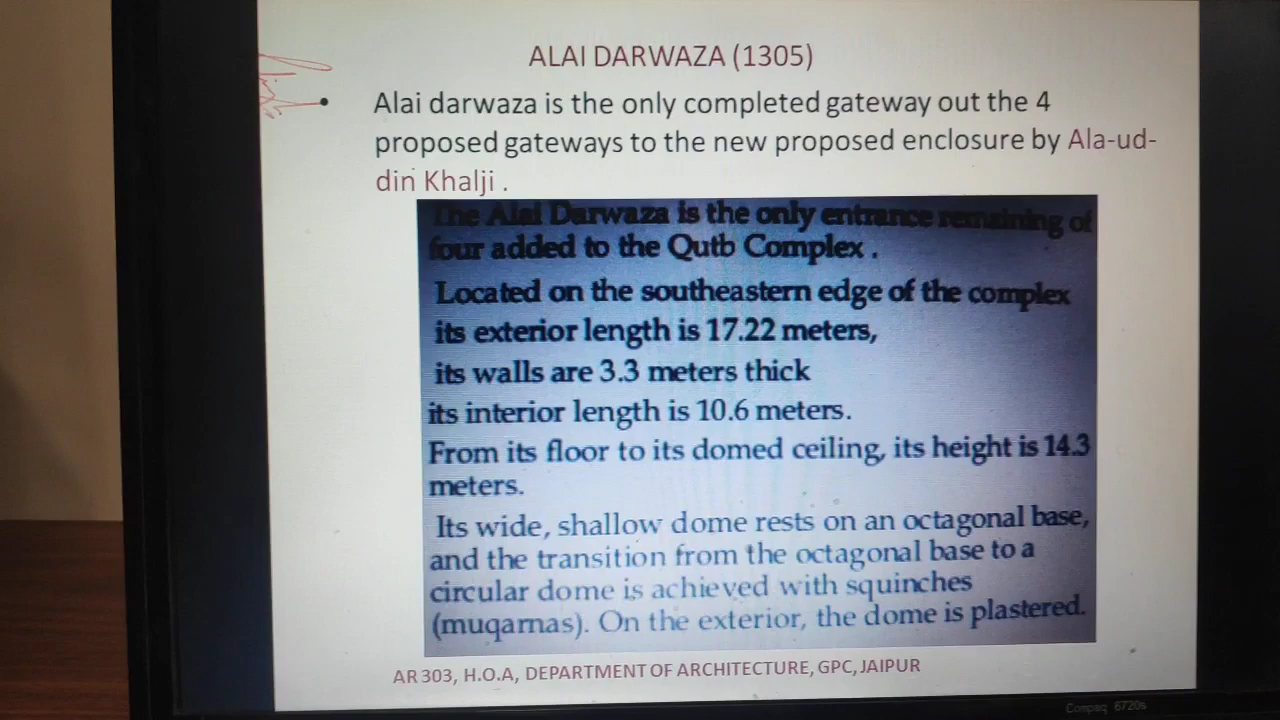 ALAI DARWAZA (1305)
• Alai darwaza is the only completed gateway out the 4
proposed gateways to the new proposed enclosure by Ala-ud-
din Khalji .
The Alai Darwaza is the only entrance remaining of
four added to the Qutb Complex .
Located on the southeastern edge of the complex
its exterior length is 17.22 meters,
its walls are 3.3 meters thick
its interior length is 10.6 meters.
From its floor to its domed ceiling, its height is 14.3
meters.
Its wide, shallow dome rests on an octagonal base,
and the transition from the octagonal base to a
circular dome is achieved with squinches
(muqarnas). On the exterior, the dome is plastered.
AR 303, H.O.A, DEPARTMENT OF ARCHITECTURE, GPC, JAIPUR
Compaq 6720s